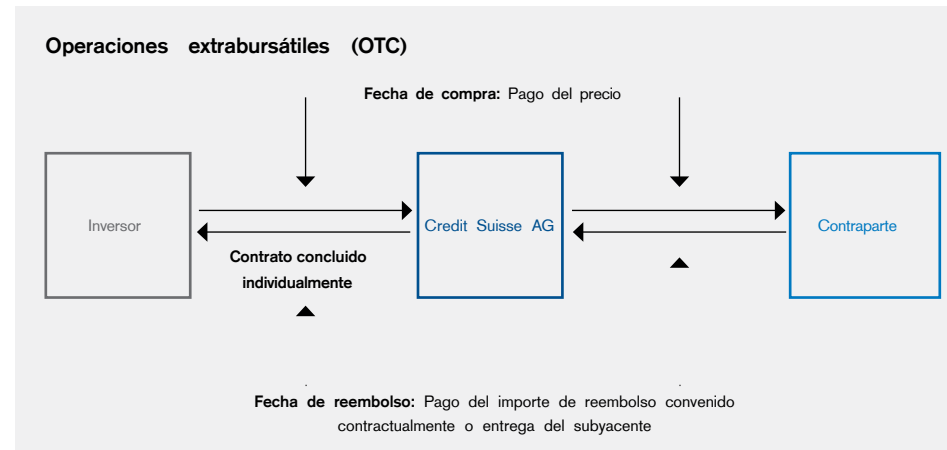 Operaciones extrabursátiles (OTC)
Fecha de compra: Pago del precio
Inversor
Credit Suisse AG
Contraparte
Contrato concluido
individualmente
Fecha de reembolso: Pago del importe de reembolso convenido
contractualmente o entrega del subyacente